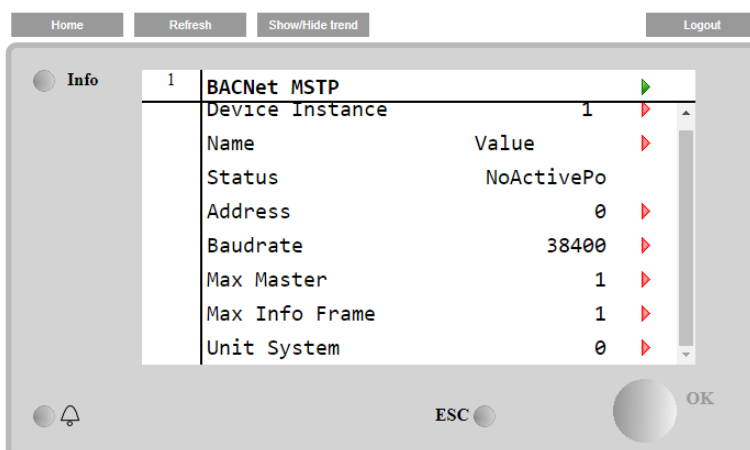 Home Refresh Show/Hide trend Logout
Info 1 BACNet MSTP
Device Instance 1
Name Value
Status NoActivePo
Address 0
Baudrate 38400
Max Master 1
Max Info Frame 1
Unit System 0
ESC OK